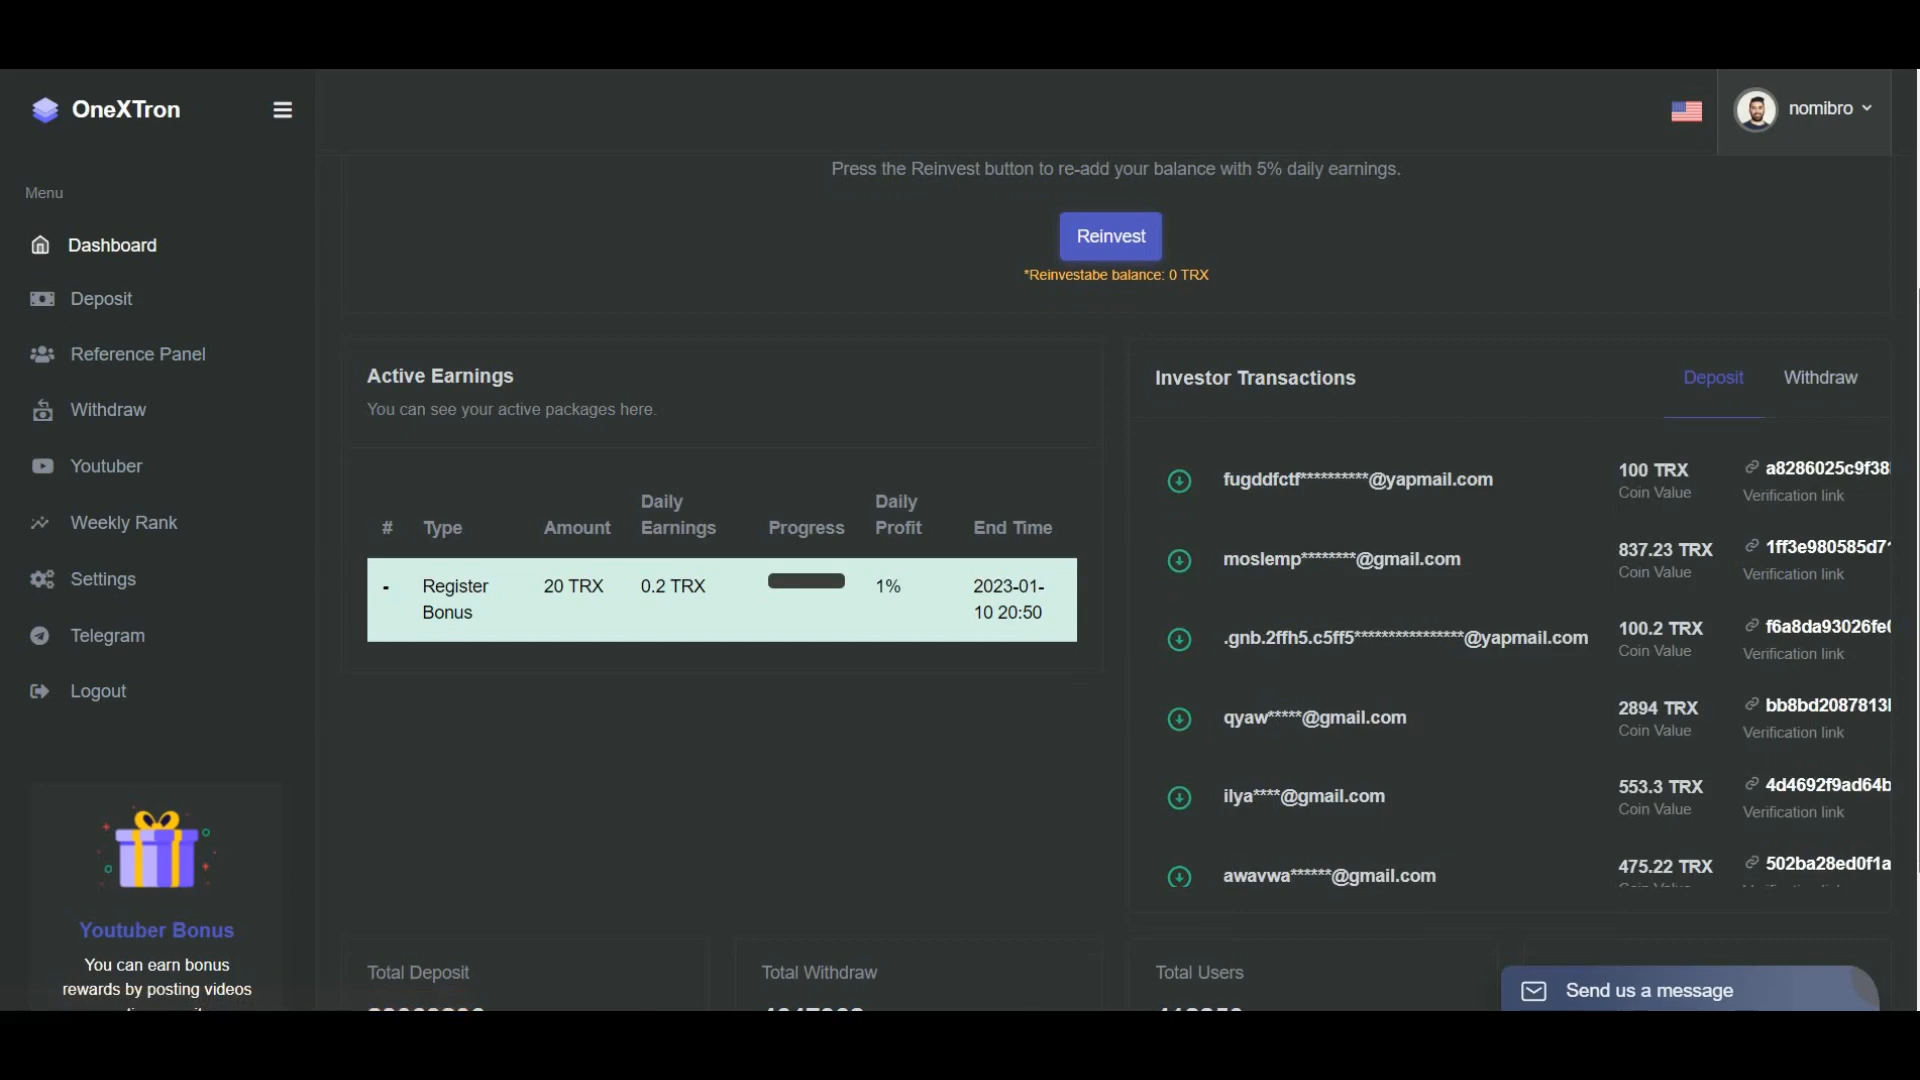 OneXTron
nomibro
Menu
Dashboard
Deposit
Reference Panel
Withdraw
Youtuber
Weekly Rank
Settings
Telegram
Logout
Youtuber Bonus
You can earn bonus
rewards by posting videos
Press the Reinvest button to re-add your balance with 5% daily earnings.
Reinvest
*Reinvestabe balance: 0 TRX
Active Earnings
You can see your active packages here.
# Type Amount Daily Earnings Progress Daily Profit End Time
- Register Bonus 20 TRX 0.2 TRX 1% 2023-01-10 20:50
Investor Transactions Deposit Withdraw
fugddfctf**********@yapmail.com 100 TRX a8286025c9f38
Coin Value Verification link
moslemp********@gmail.com 837.23 TRX 1ff3e980585d7
Coin Value Verification link
.gnb.2ffh5.c5ff5****************@yapmail.com 100.2 TRX f6a8da93026fe
Coin Value Verification link
qyaw*****@gmail.com 2894 TRX bb8bd2087813
Coin Value Verification link
ilya****@gmail.com 553.3 TRX 4d4692f9ad64b
Coin Value Verification link
awavwa******@gmail.com 475.22 TRX 502ba28ed0f1a
Total Deposit
Total Withdraw
Total Users
Send us a message